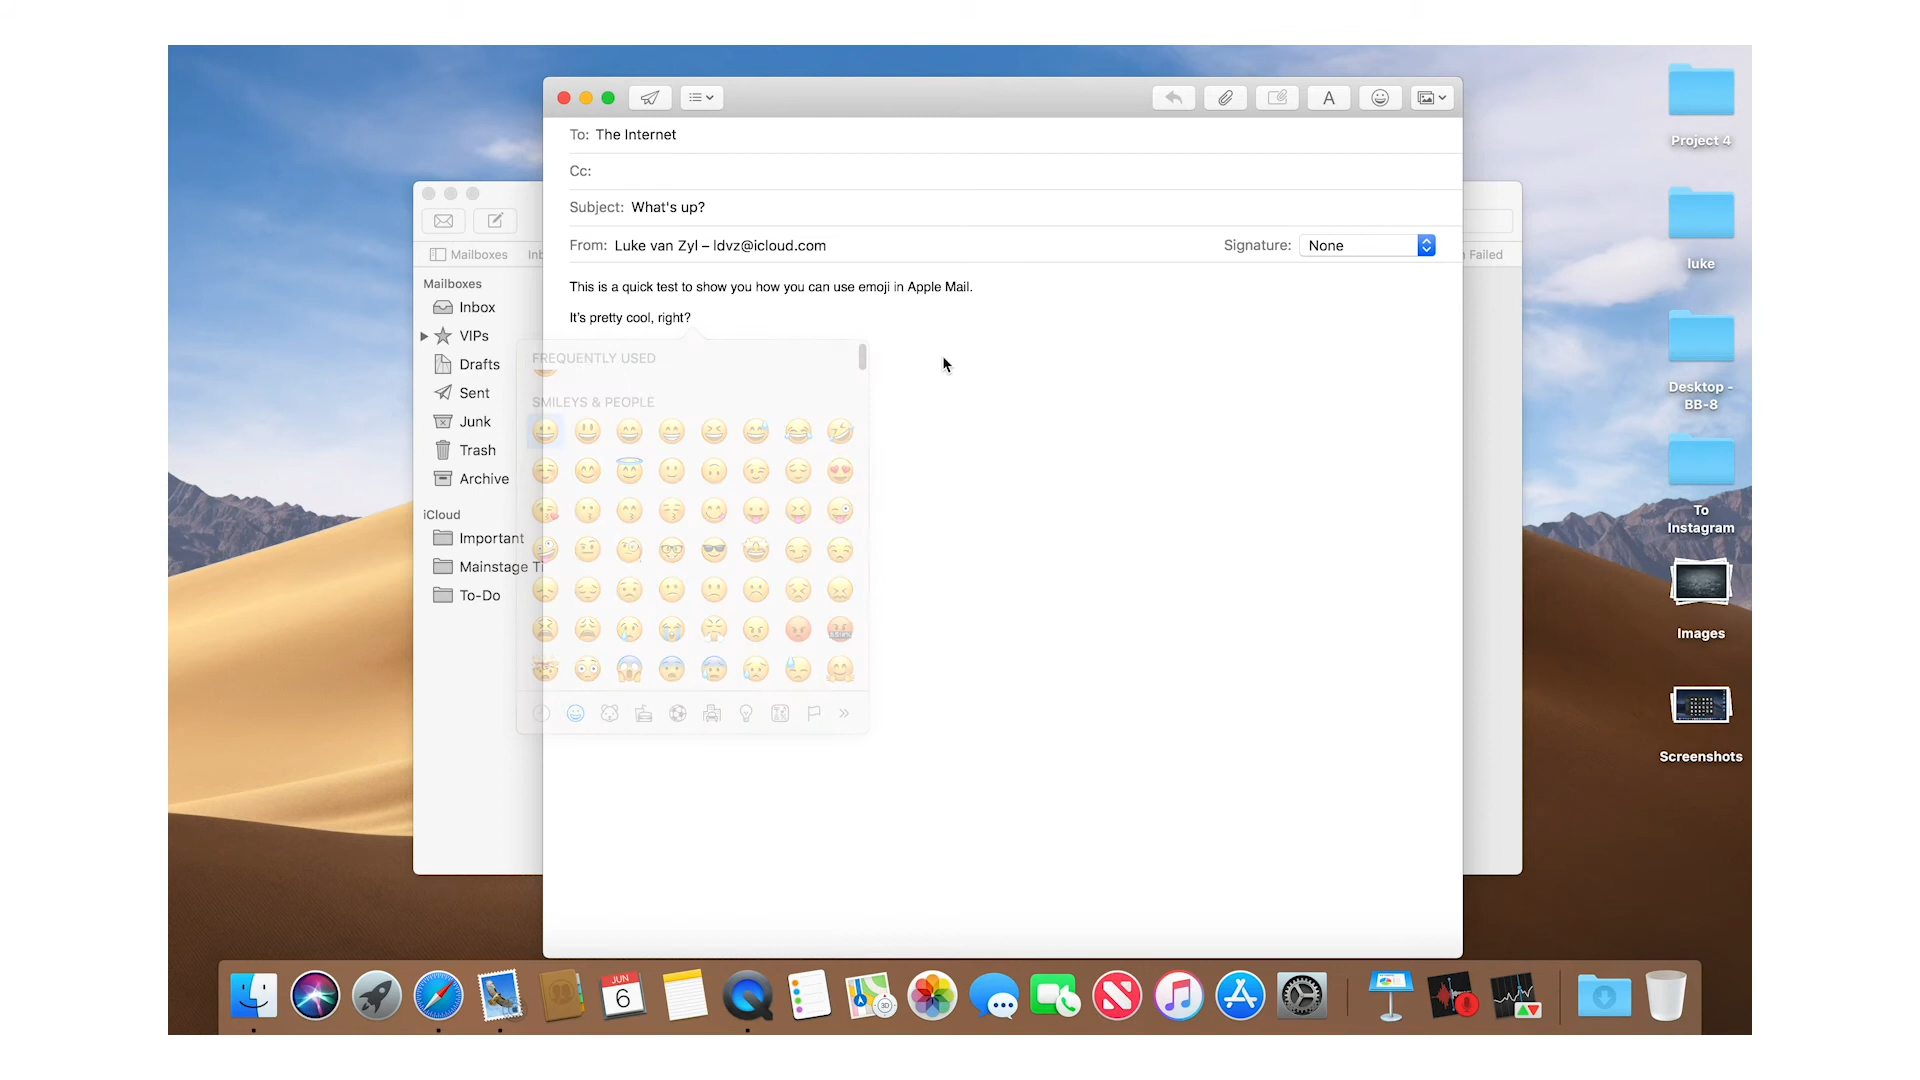 To: The Internet
Cc:
Subject: What's up?
From: Luke van Zyl – ldvz@icloud.com
Signature: None
This is a quick test to show you how you can use emoji in Apple Mail.
It's pretty cool, right?
FREQUENTLY USED
SMILEYS & PEOPLE
Mailboxes
Failed
Mailboxes
Inbox
VIPs
Drafts
Sent
Junk
Trash
Archive
iCloud
Important
Mainstage
To-Do
Project 4
luke
Desktop -
BB-8
To
Instagram
Images
Screenshots
JUN
6
3D